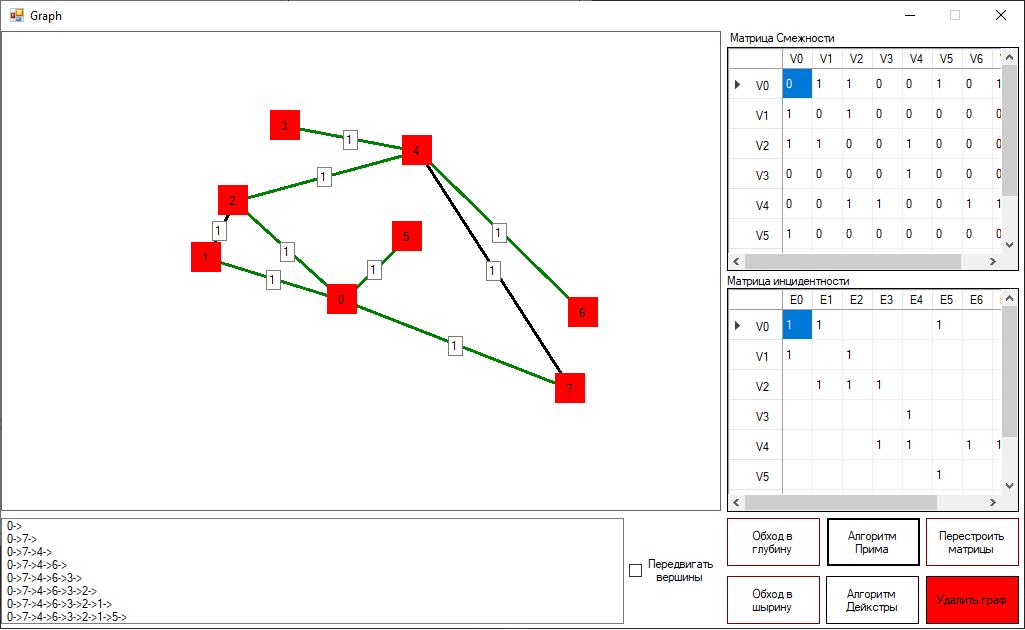 Graph
Матрица Смежности
V0 V1 V2 V3 V4 V5 V6
V0 0 1 1 0 0 1 0 1
V1 1 0 1 0 0 0 0 0
V2 1 1 0 0 1 0 0 0
V3 0 0 0 0 1 0 0 0
V4 0 0 1 1 0 0 1 1
V5 1 0 0 0 0 0 0 0
3
1
4
1
2
1
1
5
1
1
1
1
1
0
6
1
7
Матрица инцидентности
E0 E1 E2 E3 E4 E5 E6
V0 1 1 1
V1 1 1
V2 1 1 1
V3 1
V4 1 1 1 1
V5 1
0->
0->7->
0->7->4->
0->7->4->6->
0->7->4->6->3->
0->7->4->6->3->2->
0->7->4->6->3->2->1->
0->7->4->6->3->2->1->5->
Передвигать
вершины
Обход в
глубину
Алгоритм
Прима
Перестроить
матрицы
Обход в
шырину
Алгоритм
Дейкстры
Удалить граф